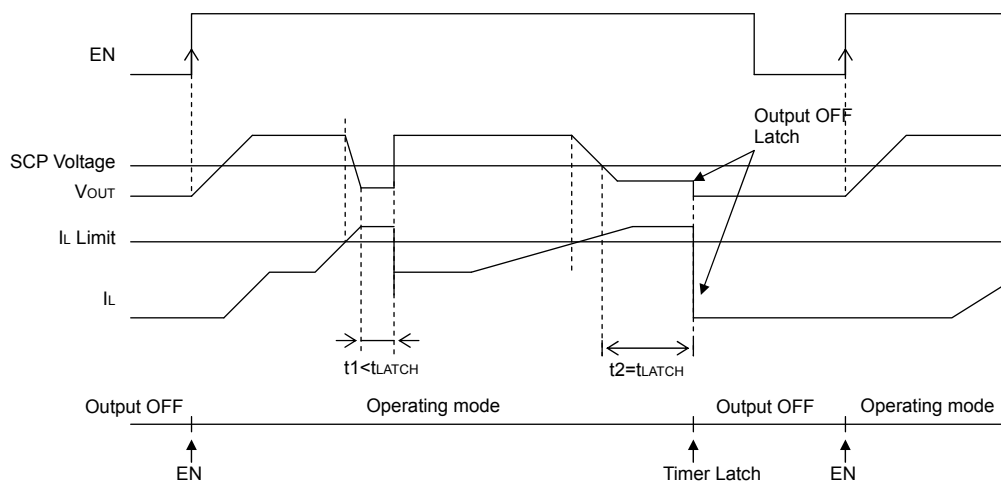 EN
Output OFF
Latch
SCP Voltage
VOUT
IL Limit
IL
t1<tLATCH
t2=tLATCH
Output OFF
Operating mode
Output OFF
Operating mode
EN
Timer Latch
EN